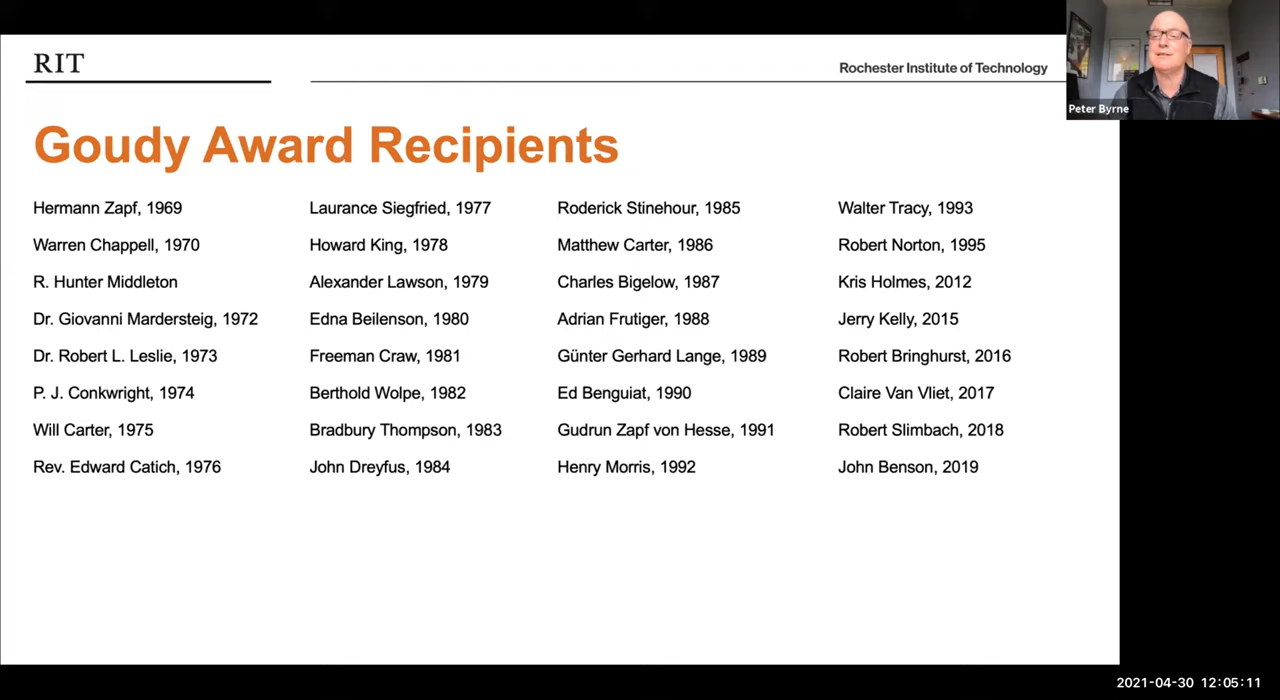 RIT
Rochester Institute of Technology
Peter Byrne
Goudy Award Recipients
Hermann Zapf, 1969
Warren Chappell, 1970
R. Hunter Middleton
Dr. Giovanni Mardersteig, 1972
Dr. Robert L. Leslie, 1973
P. J. Conkwright, 1974
Will Carter, 1975
Rev. Edward Catich, 1976
Laurance Siegfried, 1977
Howard King, 1978
Alexander Lawson, 1979
Edna Beilenson, 1980
Freeman Craw, 1981
Berthold Wolpe, 1982
Bradbury Thompson, 1983
John Dreyfus, 1984
Roderick Stinehour, 1985
Matthew Carter, 1986
Charles Bigelow, 1987
Adrian Frutiger, 1988
Günter Gerhard Lange, 1989
Ed Benguiat, 1990
Gudrun Zapf von Hesse, 1991
Henry Morris, 1992
Walter Tracy, 1993
Robert Norton, 1995
Kris Holmes, 2012
Jerry Kelly, 2015
Robert Bringhurst, 2016
Claire Van Vliet, 2017
Robert Slimbach, 2018
John Benson, 2019
2021-04-30 12:05:11